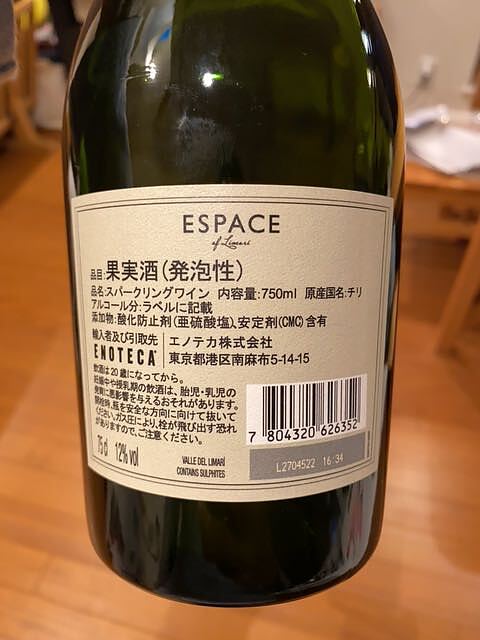 ESPACE
of Limarí
品目:果実酒(発泡性)
品名:スパークリングワイン 内容量:750ml 原産国名:チリ
アルコール分:ラベルに記載
添加物:酸化防止剤(亜硫酸塩)、安定剤(CMC)含有
輸入者及び引取先 エノテカ株式会社
ENOTECA 東京都港区南麻布5-14-15
飲酒は20歳になってから。
妊娠中や授乳期の飲酒は、胎児・乳児の
発育に悪影響を与えるおそれがあります。
開栓時、瓶を安全な方向に向けて抜いて
ください。ガス圧により、栓が飛び出す恐れ
がありますので、ご注意ください。
75 cl 12% vol
VALLE DEL LIMARÍ
CONTAINS SULPHITES
7 804320 626352
L2704522 16:34